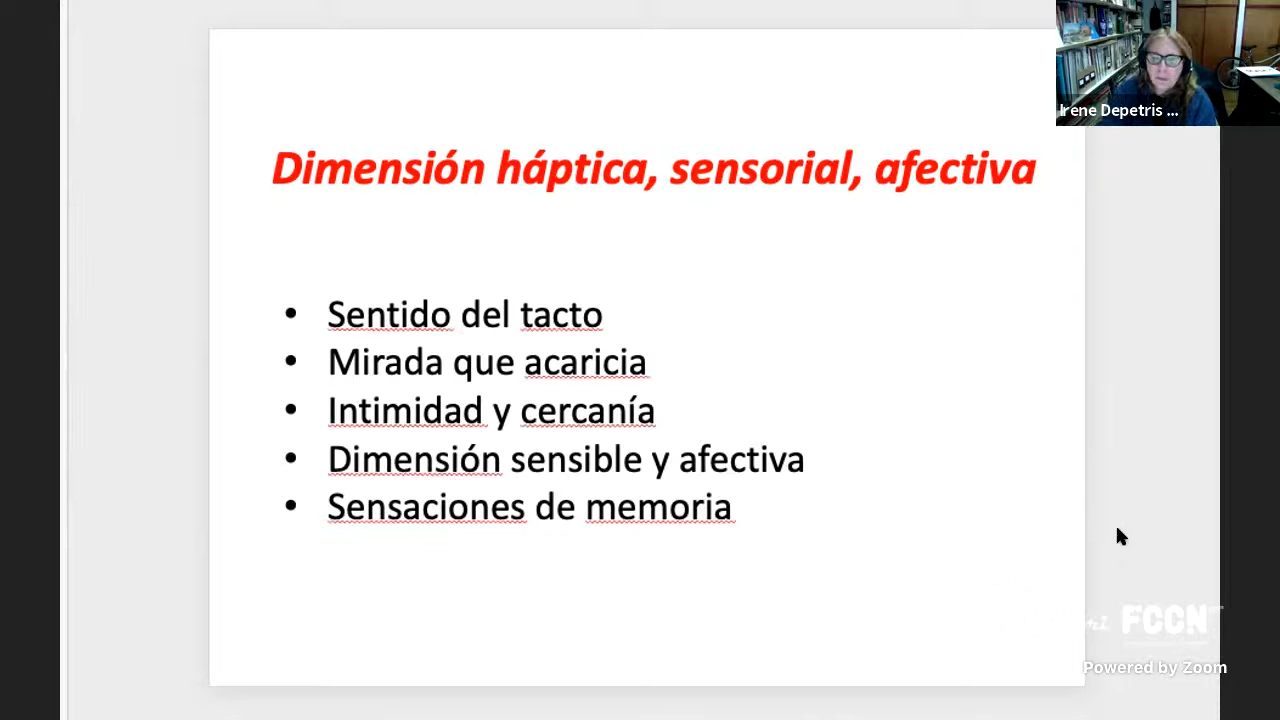 Irene Depetris ...
Dimensión háptica, sensorial, afectiva
• Sentido del tacto
• Mirada que acaricia
• Intimidad y cercanía
• Dimensión sensible y afectiva
• Sensaciones de memoria
FCCN
Powered by Zoom